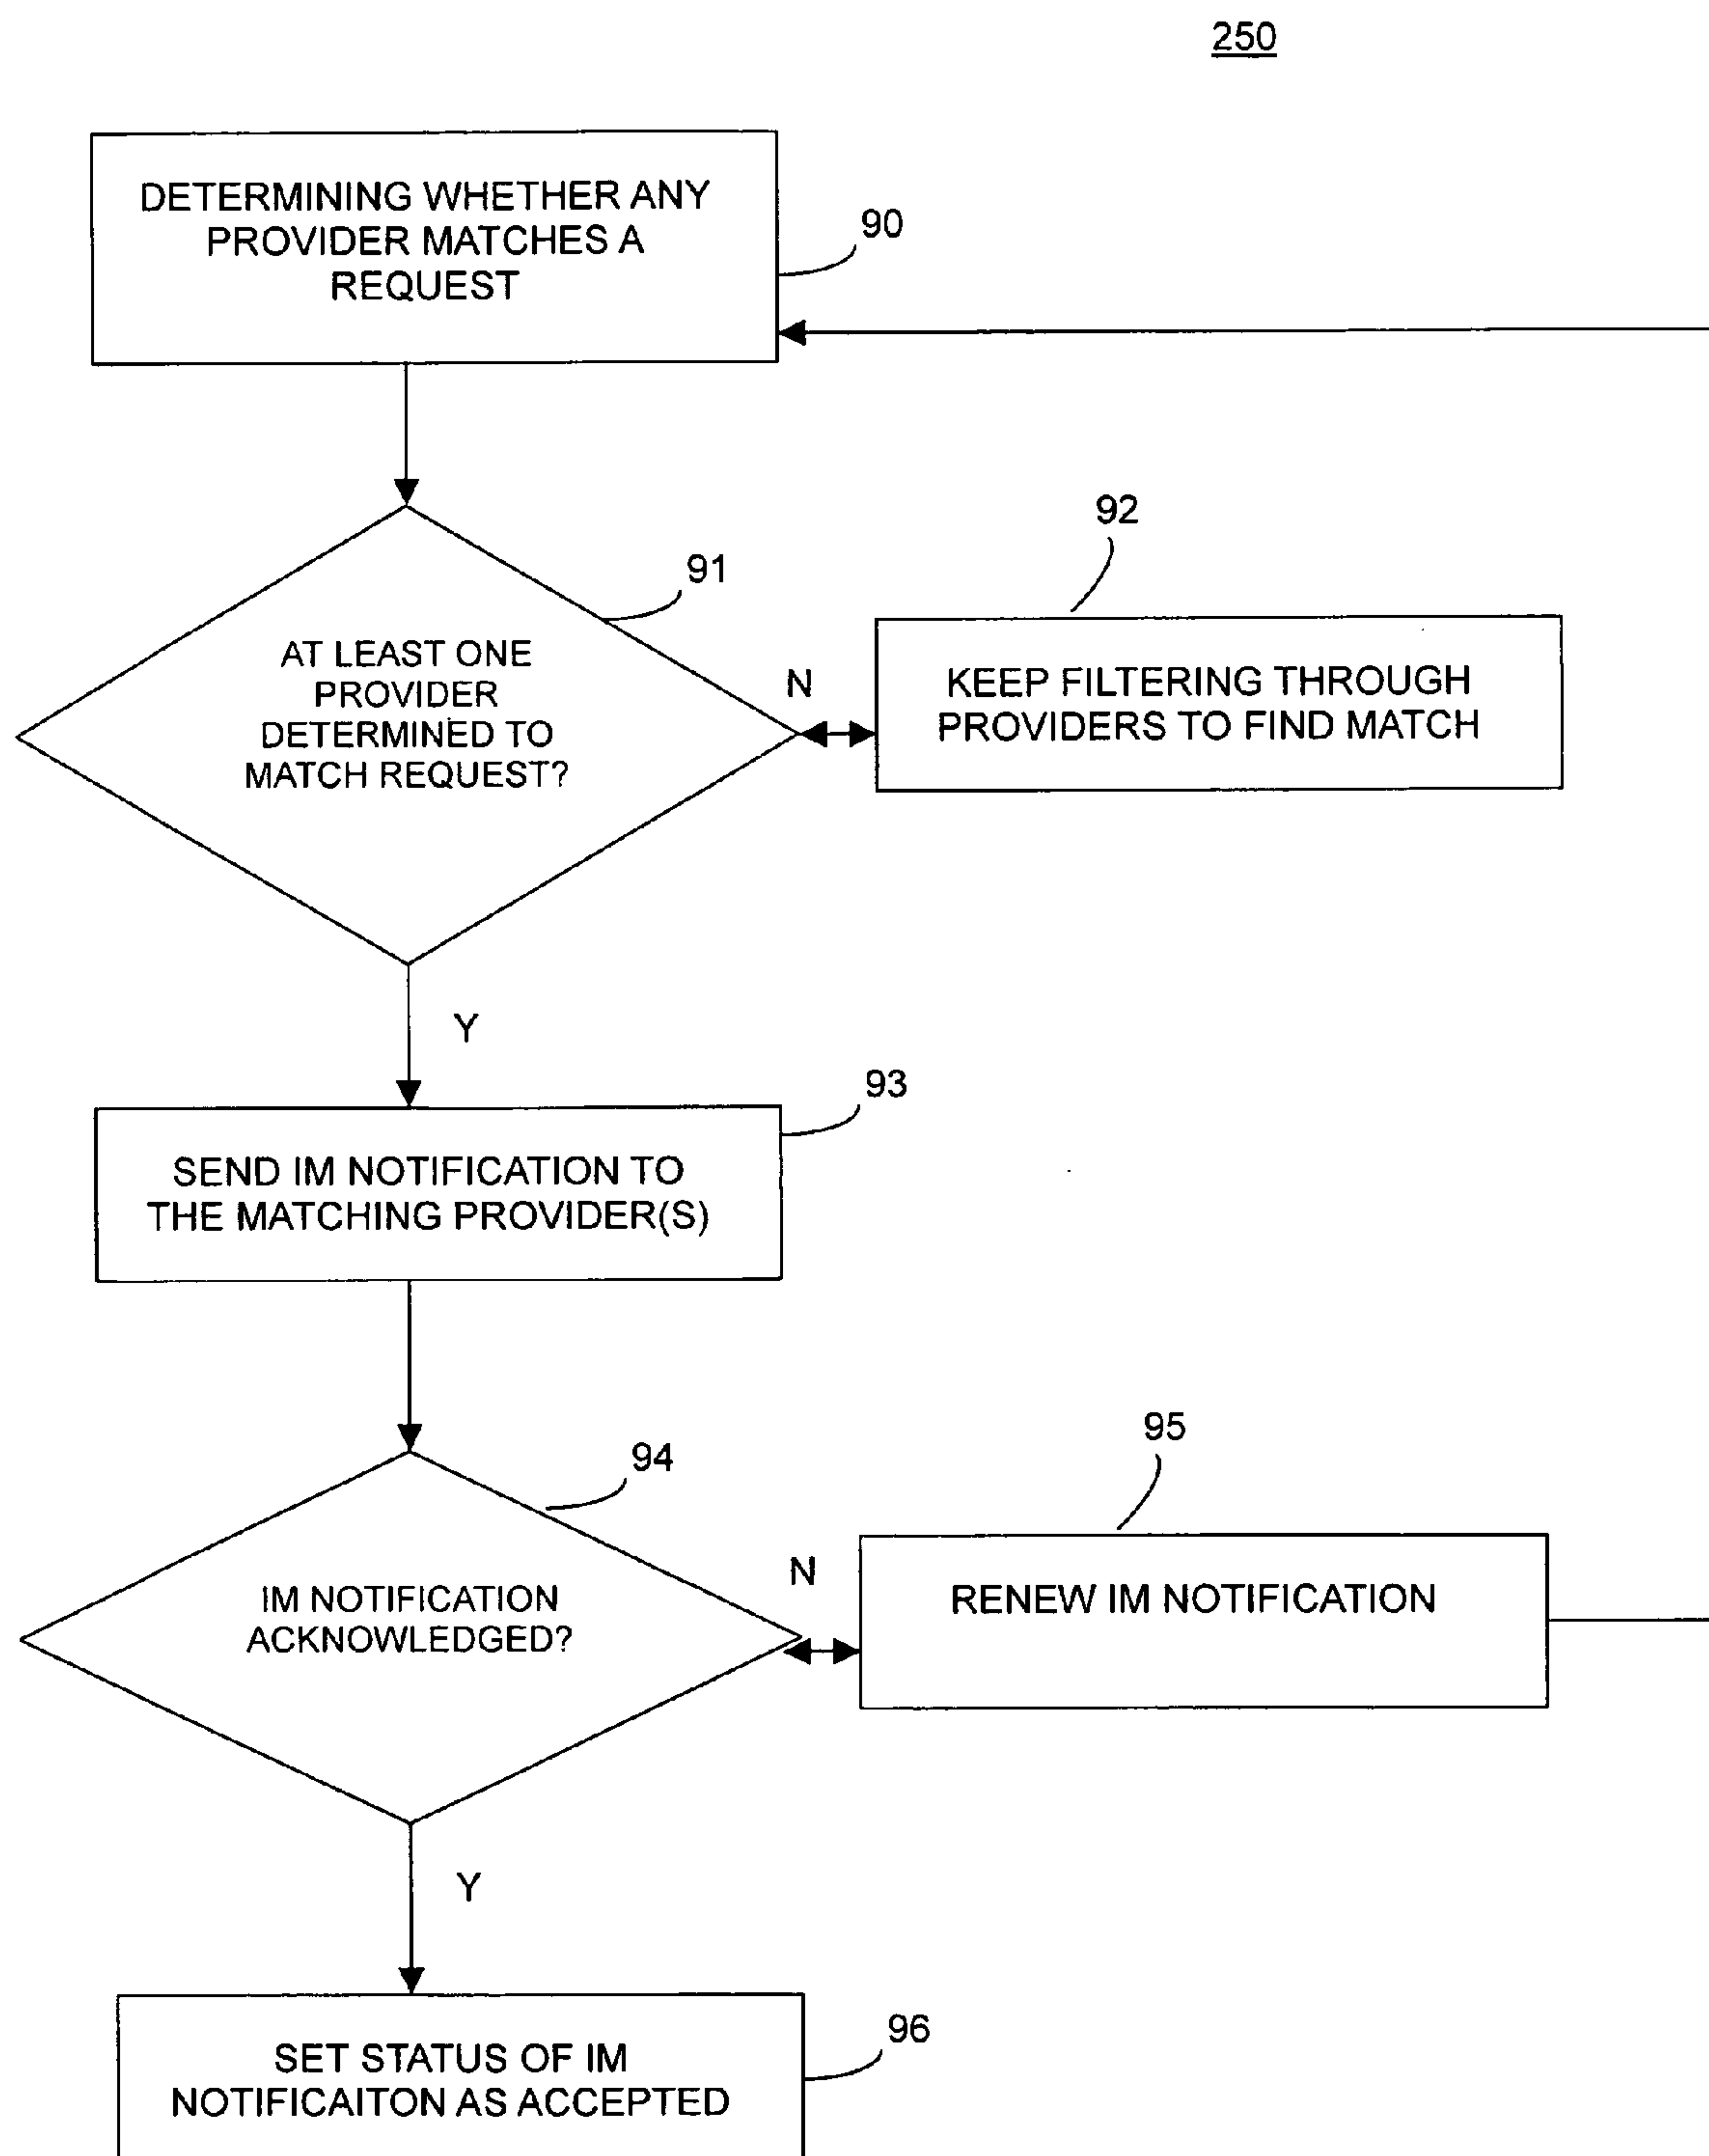 250
DETERMINING WHETHER ANY
PROVIDER MATCHES A
REQUEST
90
91
AT LEAST ONE
PROVIDER
DETERMINED TO
MATCH REQUEST?
N
92
KEEP FILTERING THROUGH
PROVIDERS TO FIND MATCH
Y
93
SEND IM NOTIFICATION TO
THE MATCHING PROVIDER(S)
94
IM NOTIFICATION
ACKNOWLEDGED?
N
95
RENEW IM NOTIFICATION
Y
96
SET STATUS OF IM
NOTIFICAITON AS ACCEPTED